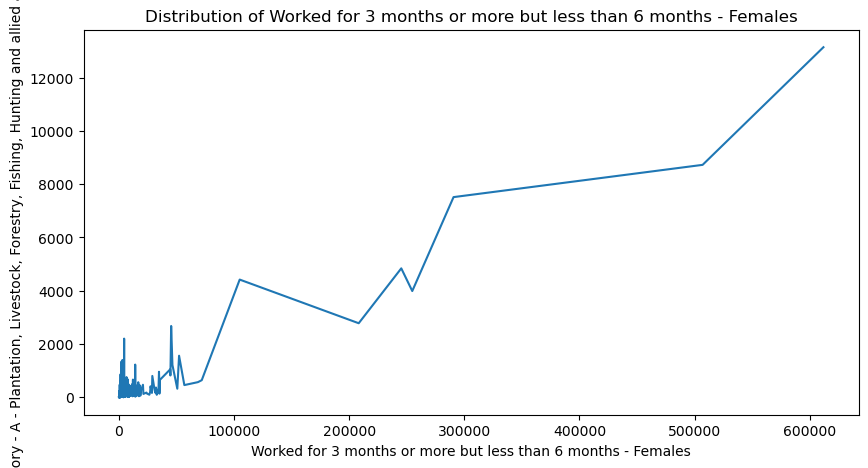 Distribution of Worked for 3 months or more but less than 6 months - Females
ory - A - Plantation, Livestock, Forestry, Fishing, Hunting and allied
12000
10000
8000
6000
4000
2000
0
0 100000 200000 300000 400000 500000 600000
Worked for 3 months or more but less than 6 months - Females